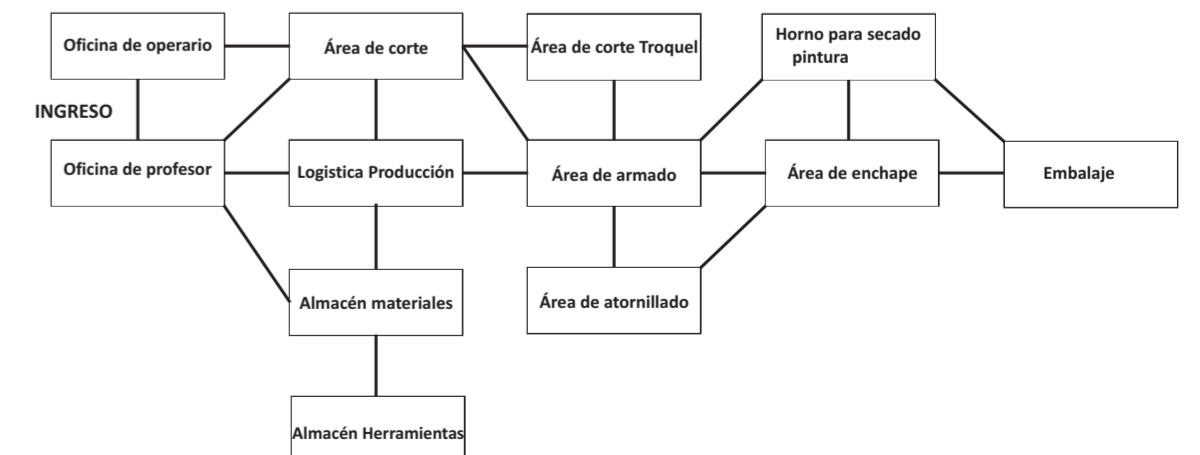 Oficina de operario
Área de corte
Área de corte Troquel
Horno para secado
pintura
INGRESO
Oficina de profesor
Logistica Producción
Área de armado
Área de enchape
Embalaje
Almacén materiales
Área de atornillado
Almacén Herramientas